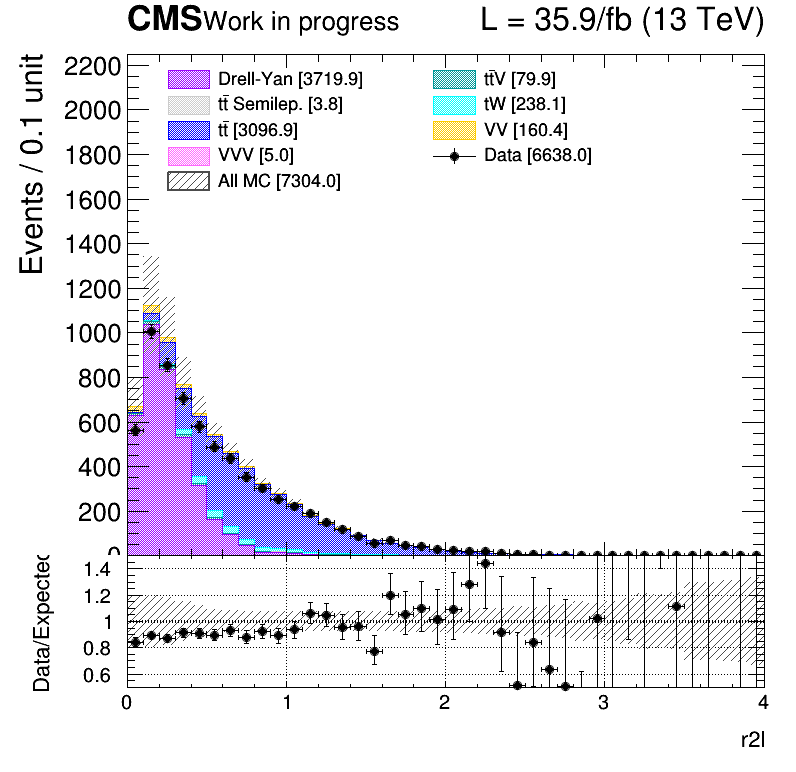 CMS Work in progress L = 35.9/fb (13 TeV)
Events / 0.1 unit
2200
2000
1800
1600
1400
1200
1000
800
600
400
200
0
Drell-Yan [3719.9]
tt̄ Semilep. [3.8]
tt̄ [3096.9]
VVV [5.0]
All MC [7304.0]
tt̄V [79.9]
tW [238.1]
VV [160.4]
Data [6638.0]
Data/Expected
1.4
1.2
1
0.8
0.6
0 1 2 3 4
r2l